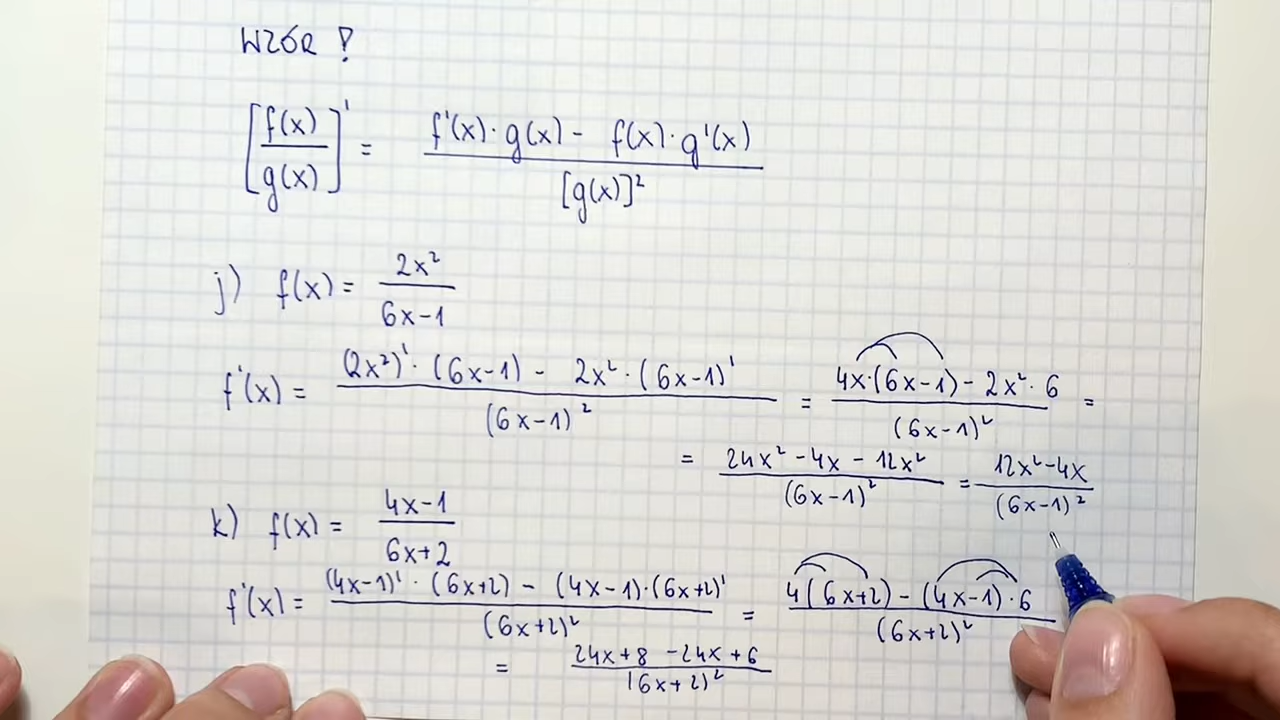 WZÓR !
[f(x)/g(x)]' = (f'(x)·g(x) - f(x)·g'(x))/[g(x)]²
j) f(x) = 2x²/(6x-1)
f'(x) = ((2x²)'·(6x-1) - 2x²·(6x-1)')/(6x-1)² = (4x·(6x-1) - 2x²·6)/(6x-1)² =
= (24x² - 4x - 12x²)/(6x-1)² = (12x² - 4x)/(6x-1)²
k) f(x) = (4x-1)/(6x+2)
f'(x) = ((4x-1)'·(6x+2) - (4x-1)·(6x+2)')/(6x+2)² = (4(6x+2) - (4x-1)·6)/(6x+2)²
= (24x+8 -24x+6)/(6x+2)²